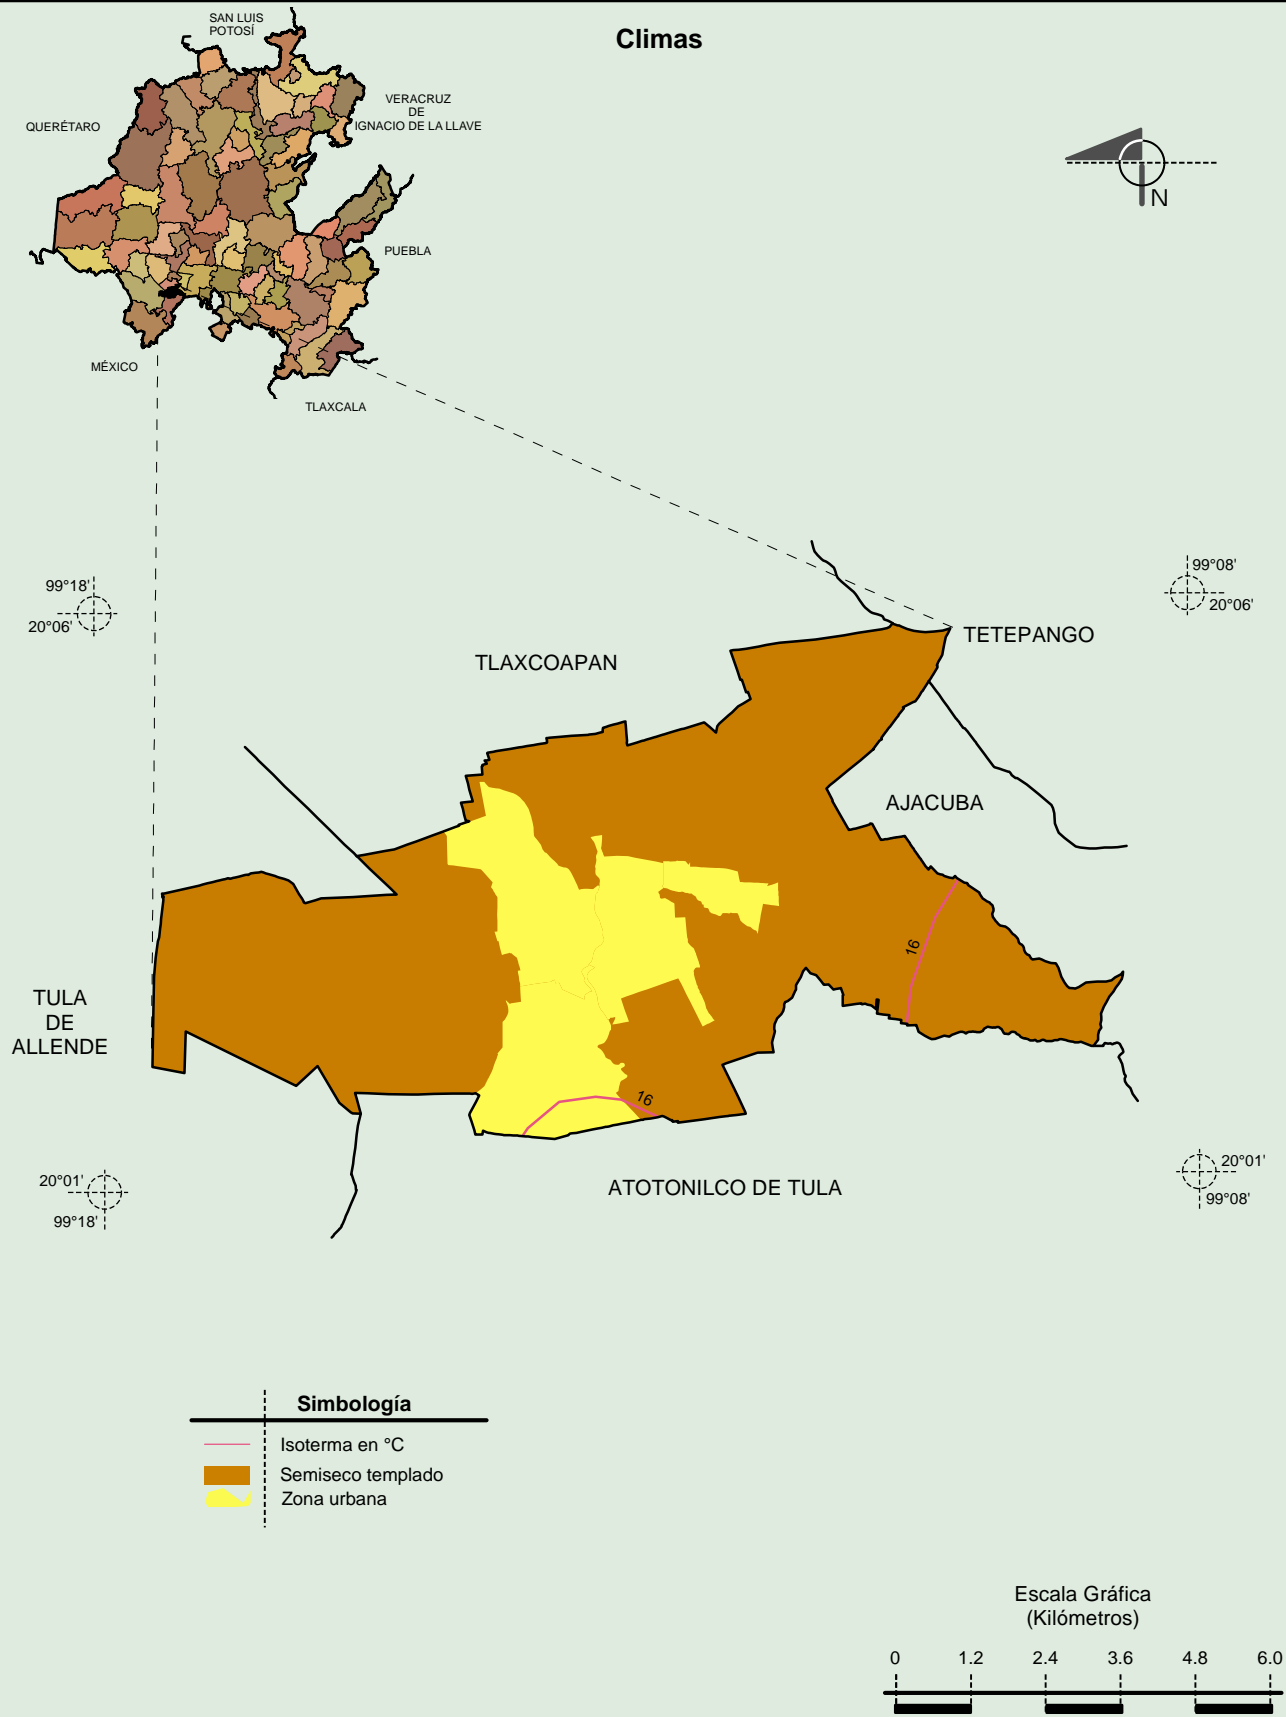 Climas
SAN LUIS
POTOSÍ
VERACRUZ
DE
IGNACIO DE LA LLAVE
QUERÉTARO
PUEBLA
MÉXICO
TLAXCALA
N
99°18'
20°06'
99°08'
20°06'
TETEPANGO
TLAXCOAPAN
AJACUBA
16
TULA
DE
ALLENDE
16
ATOTONILCO DE TULA
20°01'
99°18'
20°01'
99°08'
Simbología
Isoterma en °C
Semiseco templado
Zona urbana
Escala Gráfica
(Kilómetros)
0 1.2 2.4 3.6 4.8 6.0